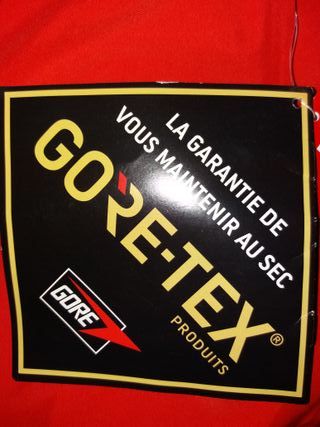 LA GARANTIE DE
VOUS MAINTENIR AU SEC
GORE-TEX®
PRODUITS
GORE